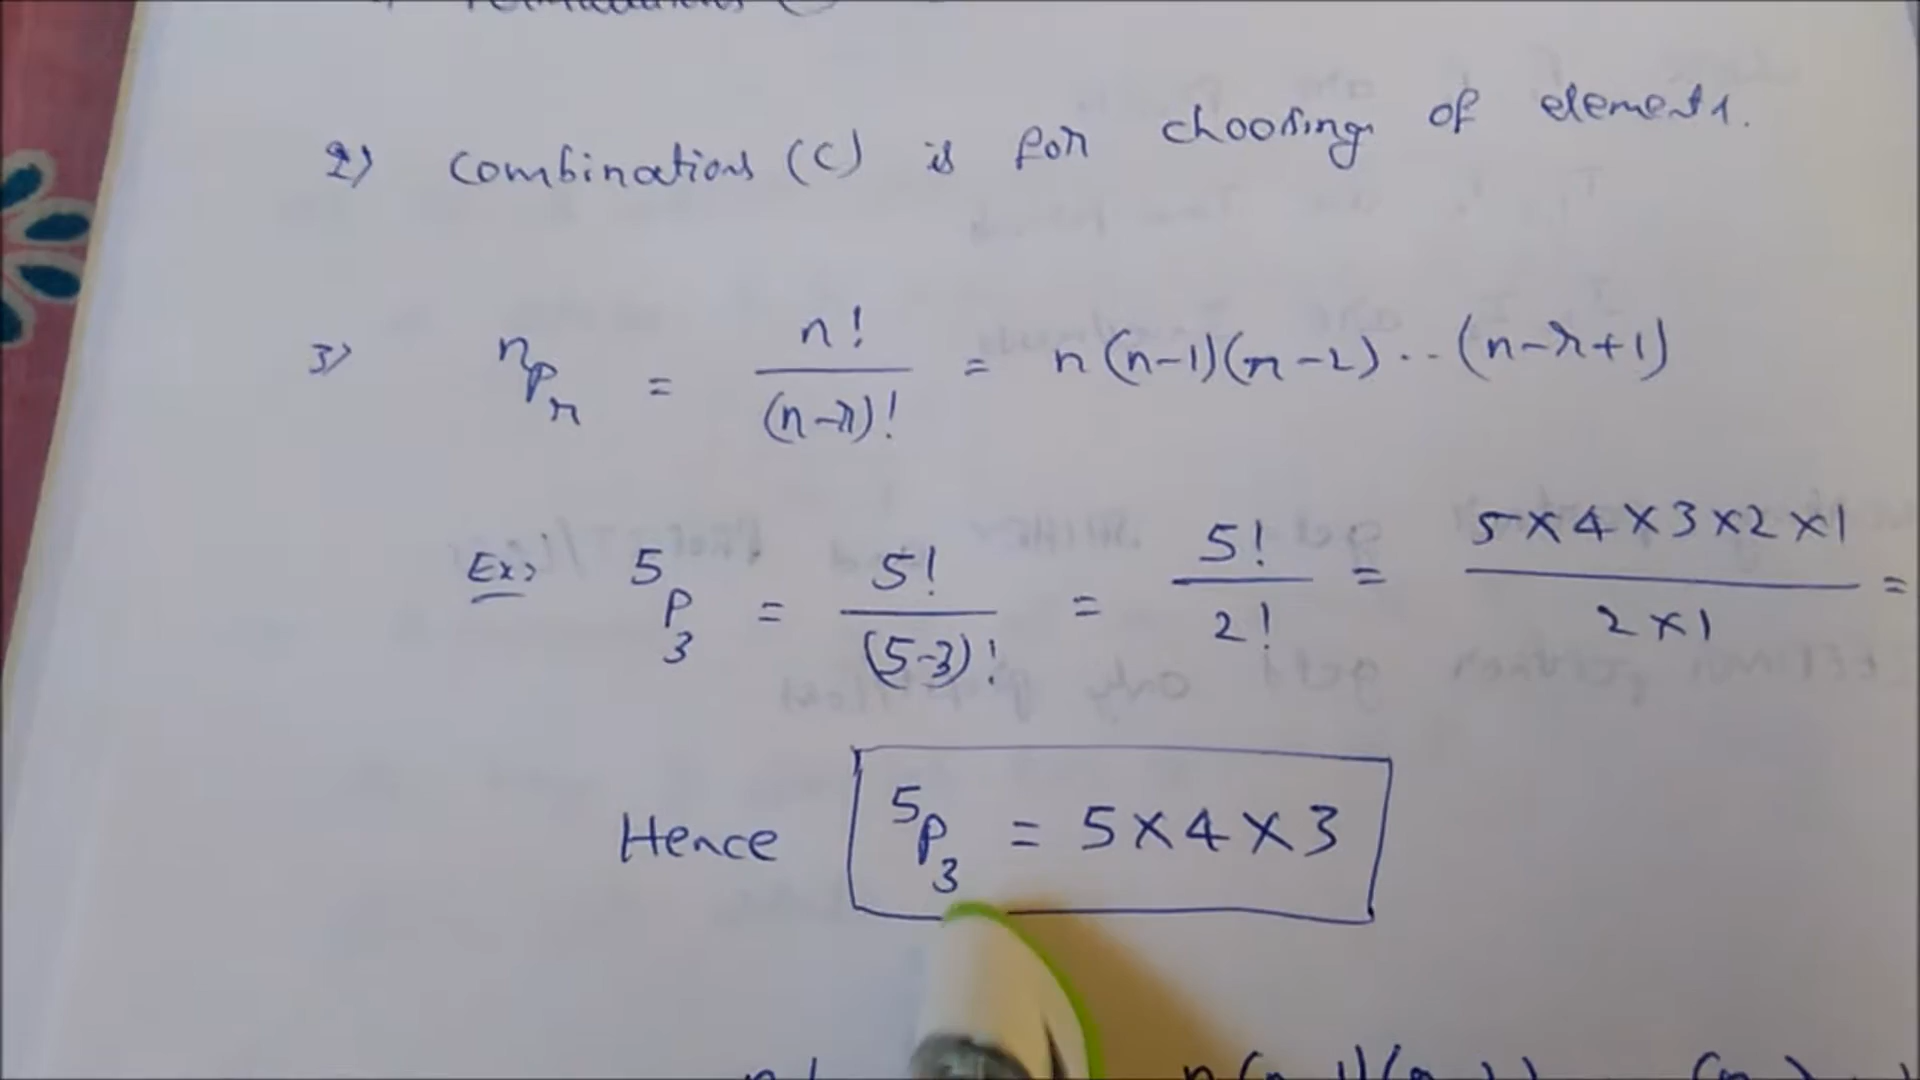 2) Combinations (C) is for choosing of elements.
3) nPr = n! / (n-r)! = n(n-1)(n-2)...(n-r+1)
Ex: 5P3 = 5! / (5-3)! = 5! / 2! = 5×4×3×2×1 / 2×1 =
Hence 5P3 = 5×4×3